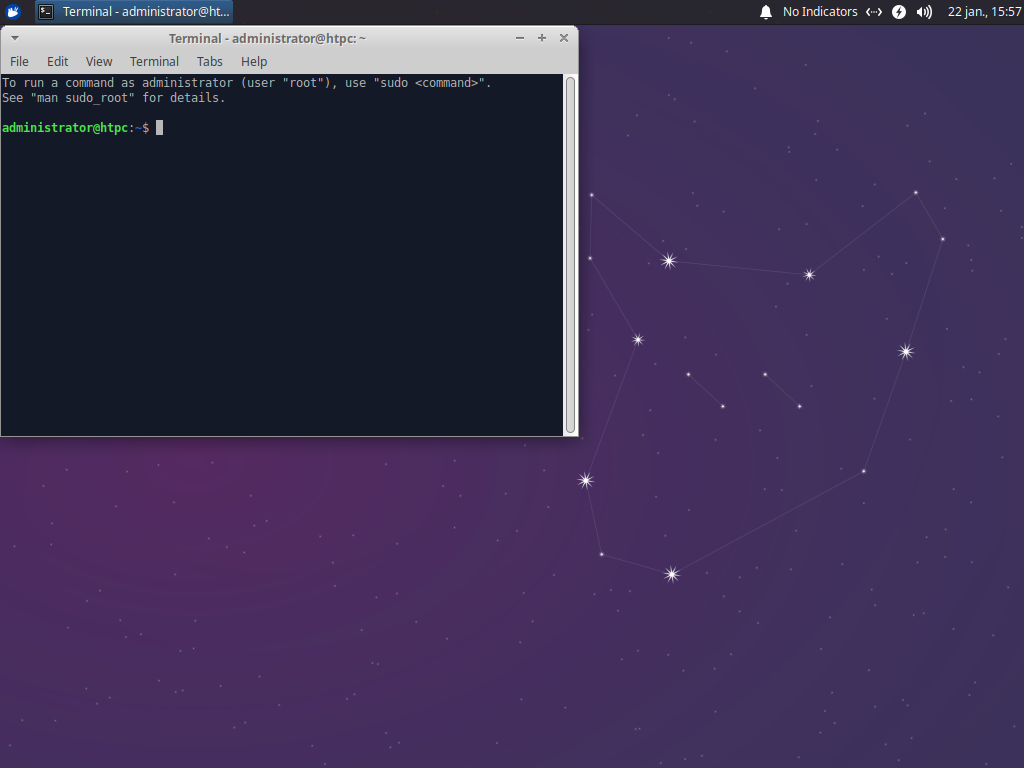 Terminal - administrator@ht...
No Indicators
22 jan., 15:57
Terminal - administrator@htpc: ~
File Edit View Terminal Tabs Help
To run a command as administrator (user "root"), use "sudo <command>".
See "man sudo_root" for details.
administrator@htpc:~$